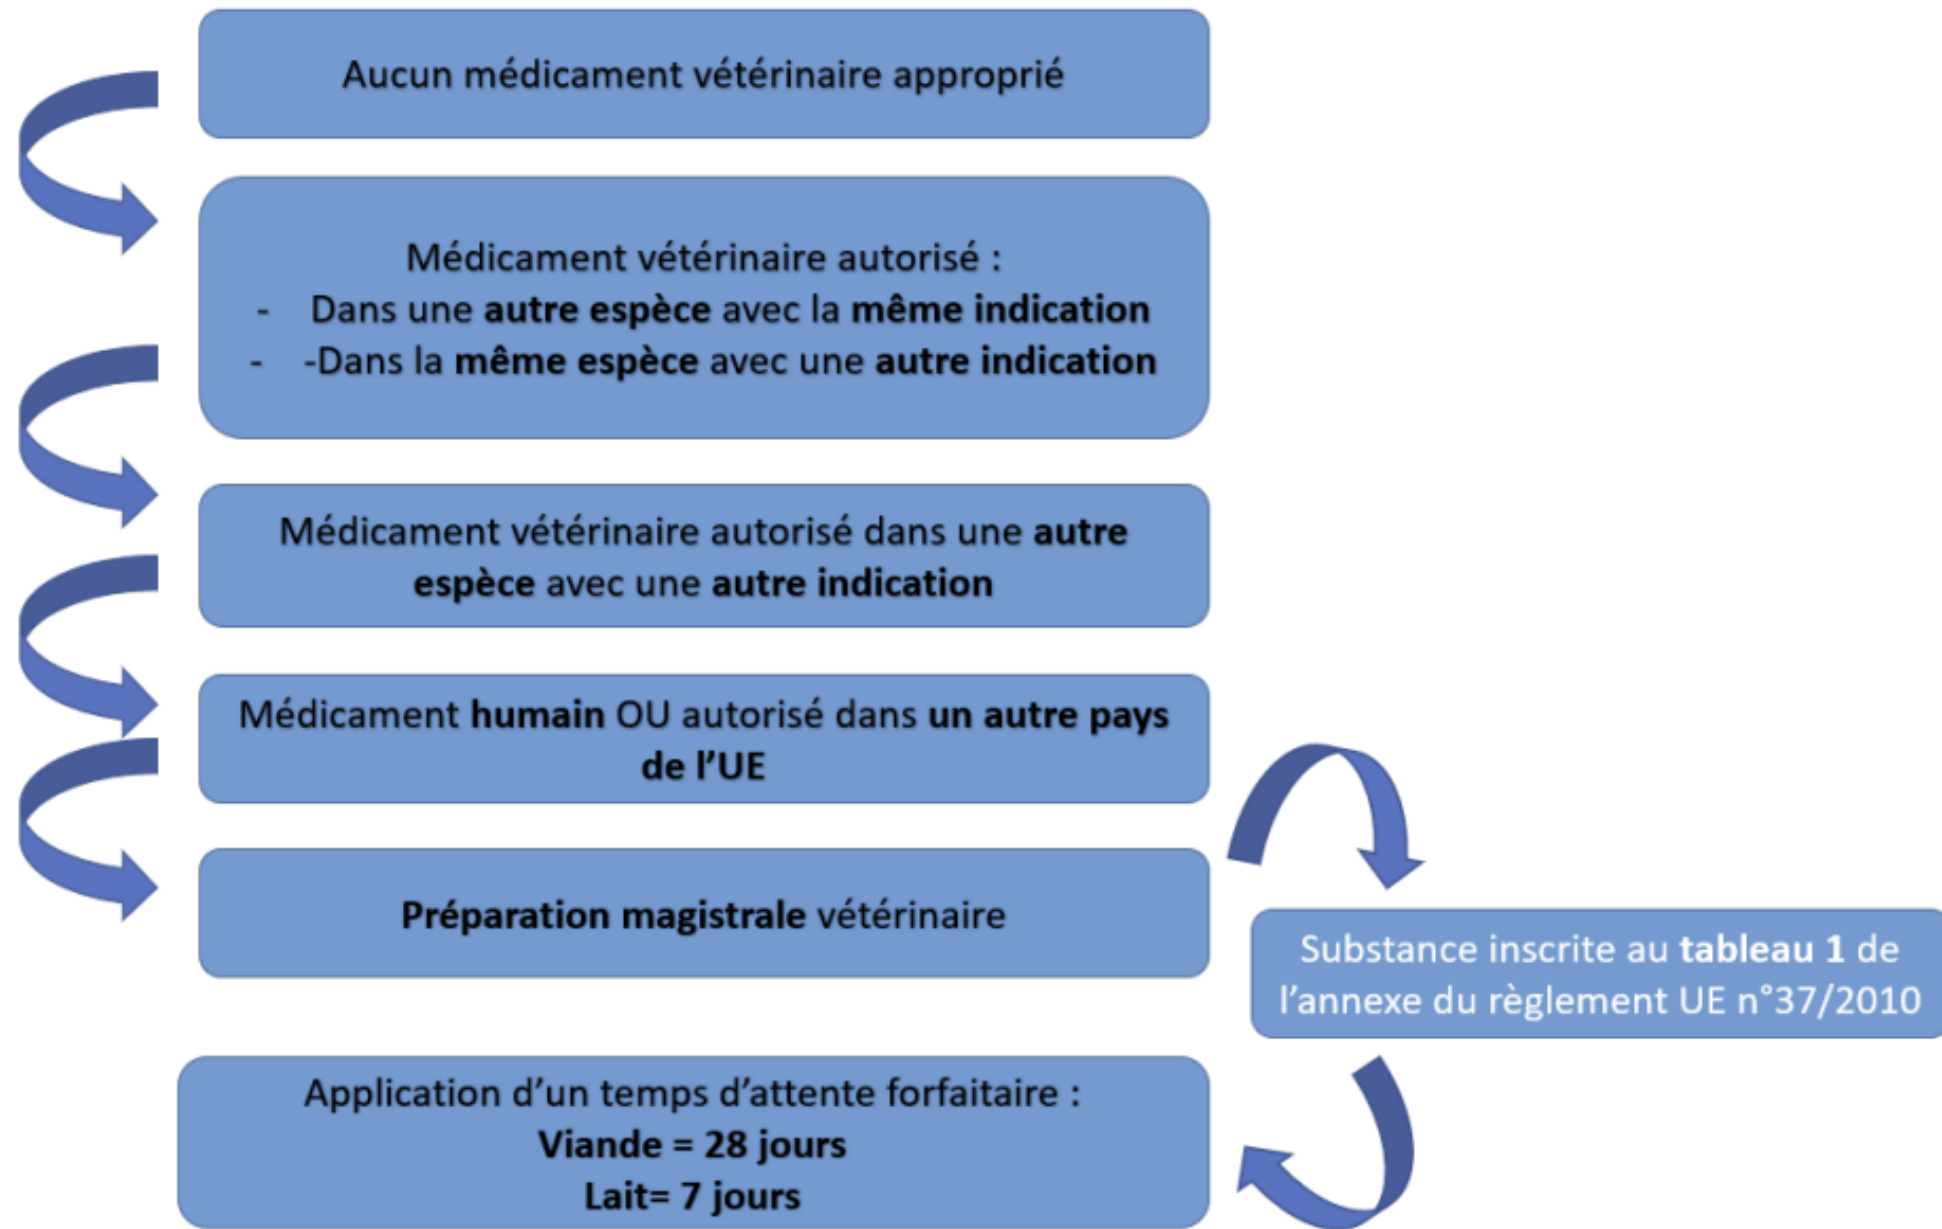 Aucun médicament vétérinaire approprié
Médicament vétérinaire autorisé :
- Dans une autre espèce avec la même indication
- -Dans la même espèce avec une autre indication
Médicament vétérinaire autorisé dans une autre
espèce avec une autre indication
Médicament humain OU autorisé dans un autre pays
de l’UE
Préparation magistrale vétérinaire
Substance inscrite au tableau 1 de
l’annexe du règlement UE n°37/2010
Application d’un temps d’attente forfaitaire :
Viande = 28 jours
Lait= 7 jours